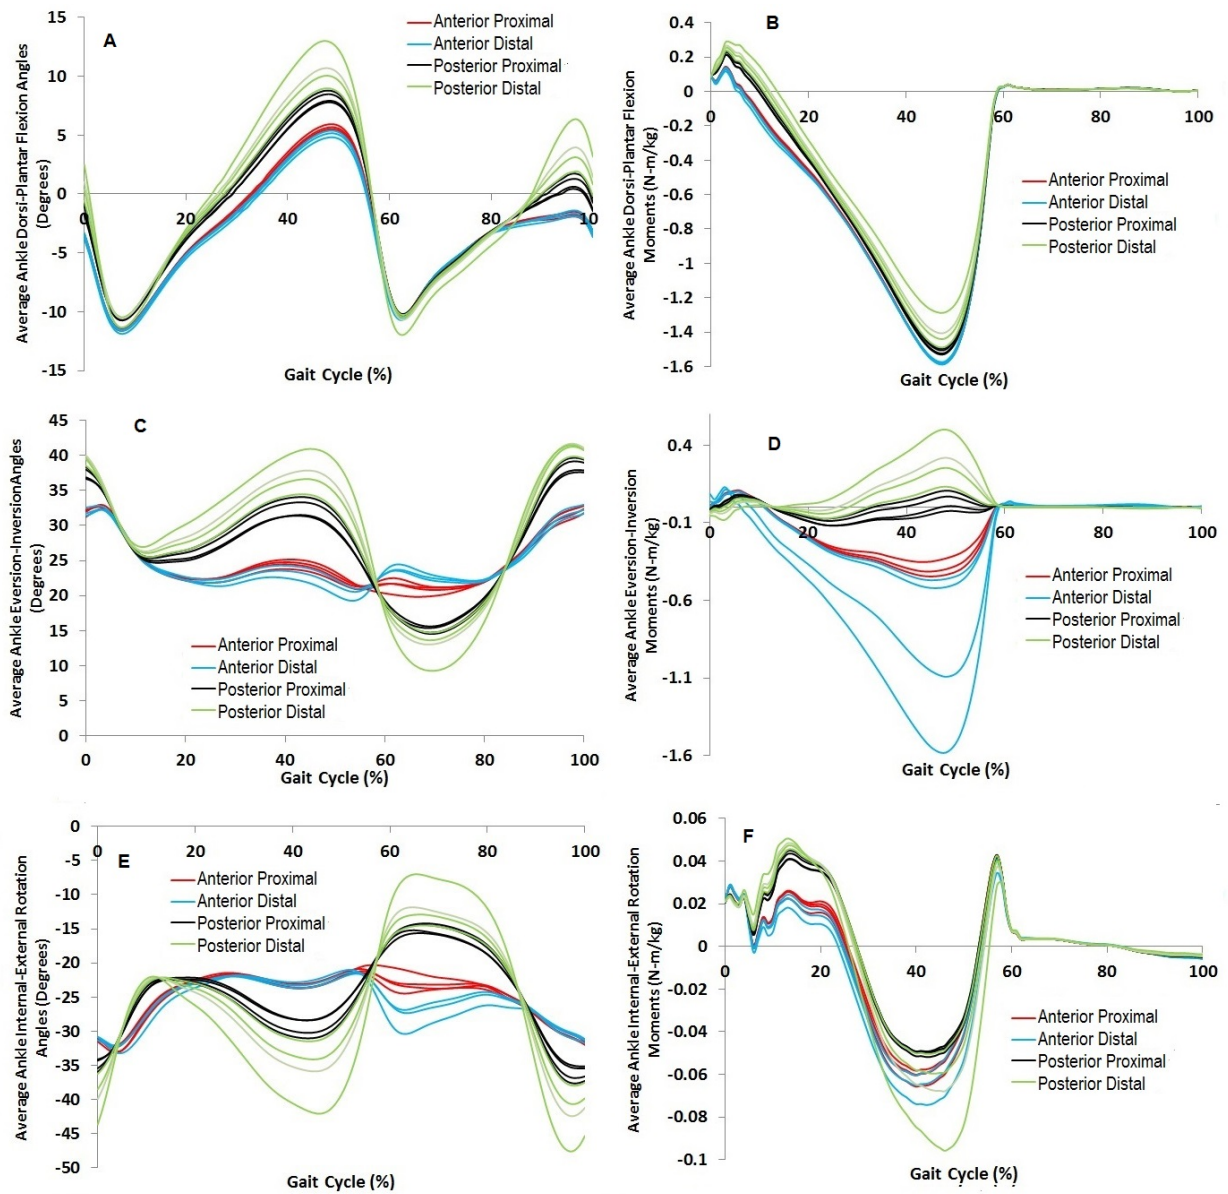 A
Average Ankle Dorsi-Plantar Flexion Angles
(Degrees)
15
10
5
0
-5
-10
-15
0
20
40
60
80
100
Gait Cycle (%)
Anterior Proximal
Anterior Distal
Posterior Proximal
Posterior Distal
B
Average Ankle Dorsi-Plantar Flexion
Moments (N-m/kg)
0.4
0.2
0
-0.2
-0.4
-0.6
-0.8
-1
-1.2
-1.4
-1.6
0
20
40
60
80
100
Gait Cycle (%)
Anterior Proximal
Anterior Distal
Posterior Proximal
Posterior Distal
C
Average Ankle Eversion-InversionAngles
(Degrees)
45
40
35
30
25
20
15
10
5
0
0
20
40
60
80
100
Gait Cycle (%)
Anterior Proximal
Anterior Distal
Posterior Proximal
Posterior Distal
D
Average Ankle Eversion-Inversion
Moments (N-m/kg)
0.4
-0.1
-0.6
-1.1
-1.6
0
20
40
60
80
100
Gait Cycle (%)
Anterior Proximal
Anterior Distal
Posterior Proximal
Posterior Distal
E
Average Ankle Internal-External Rotation
Angles (Degrees)
0
-5
-10
-15
-20
-25
-30
-35
-40
-45
-50
0
20
40
60
80
100
Gait Cycle (%)
Anterior Proximal
Anterior Distal
Posterior Proximal
Posterior Distal
F
Average Ankle Internal-External Rotation
Moments (N-m/kg)
0.06
0.04
0.02
0
-0.02
-0.04
-0.06
-0.08
-0.1
0
20
40
60
80
100
Gait Cycle (%)
Anterior Proximal
Anterior Distal
Posterior Proximal
Posterior Distal